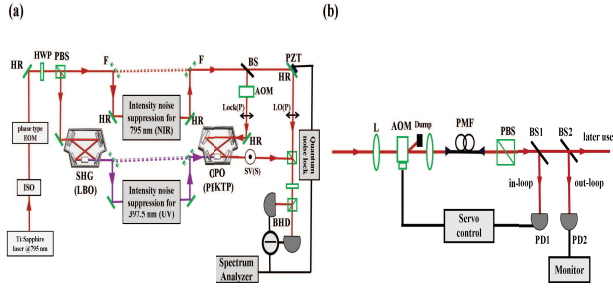 (a)
HWP
PBS
HR
F
F
BS
PZT
HR
HR
HR
AOM
Lock(P)
LO(P)
HR
phase type
EOM
Intensity noise
suppression for
795 nm (NIR)
Quantum
noise lock
SHG
(LBO)
OPO
(PPKTP)
SV(S)
ISO
Intensity noise
suppression for
397.5 nm (UV)
BHD
Ti:Sapphire
laser @795 nm
Spectrum
Analyzer
(b)
L
AOM
Dump
PMF
PBS
BS1
BS2
later use
in-loop
out-loop
Servo
control
PD1
PD2
Monitor